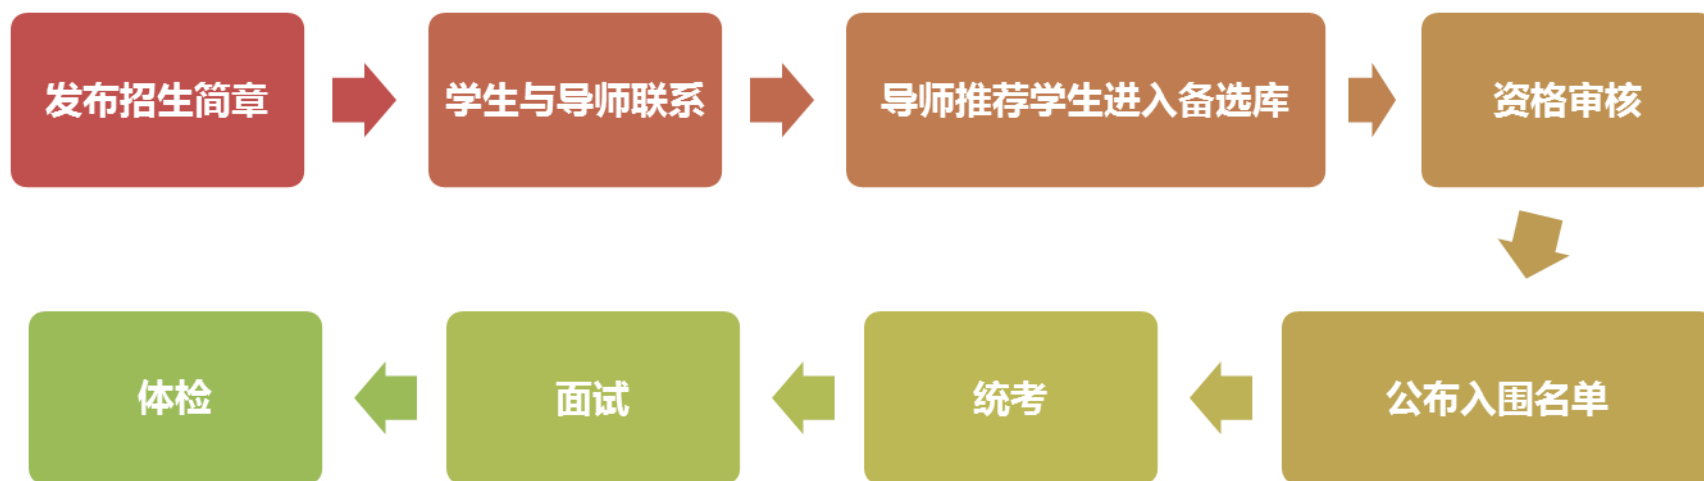 发布招生简章
学生与导师联系
导师推荐学生进入备选库
资格审核
公布入围名单
统考
面试
体检